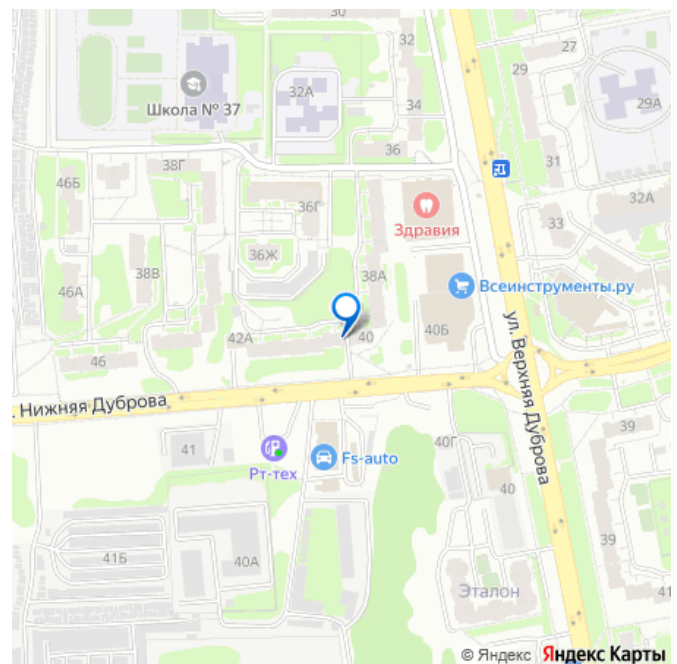 30
32
27
29
32А
Школа № 37
34
29А
36
31
38Г
46Б
32А
36Г
Здравия
33
36Ж
38В
38А
46А
Всеинструменты.ру
42А
40
40Б
ул. Верхняя Дуброва
46
. Нижняя Дуброва
39
41
40Г
Fs-auto
Рт-тех
40
39
41Б
40А
Эталон
41
© Яндекс Яндекс Карты